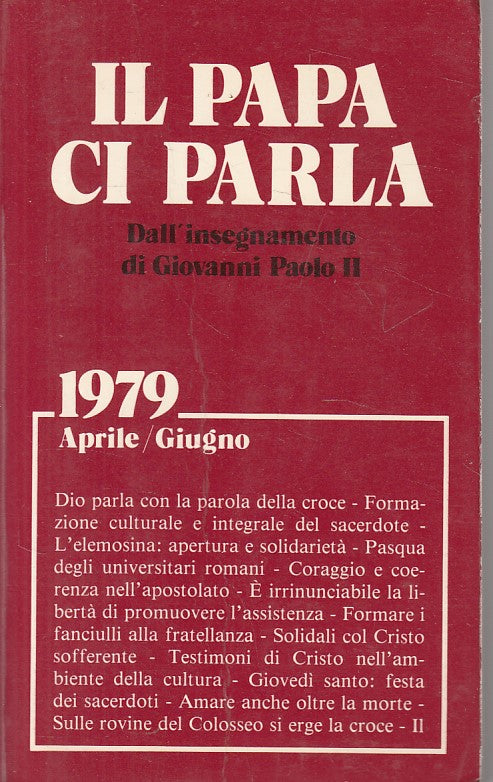 IL PAPA
CI PARLA
Dall'insegnamento
di Giovanni Paolo II
1979
Aprile/Giugno
Dio parla con la parola della croce - Forma-
zione culturale e integrale del sacerdote -
L'elemosina: apertura e solidarietà - Pasqua
degli universitari romani - Coraggio e coe-
renza nell'apostolato - È irrinunciabile la li-
bertà di promuovere l'assistenza - Formare i
fanciulli alla fratellanza - Solidali col Cristo
sofferente - Testimoni di Cristo nell'am-
biente della cultura - Giovedì santo: festa
dei sacerdoti - Amare anche oltre la morte -
Sulle rovine del Colosseo si erge la croce - Il